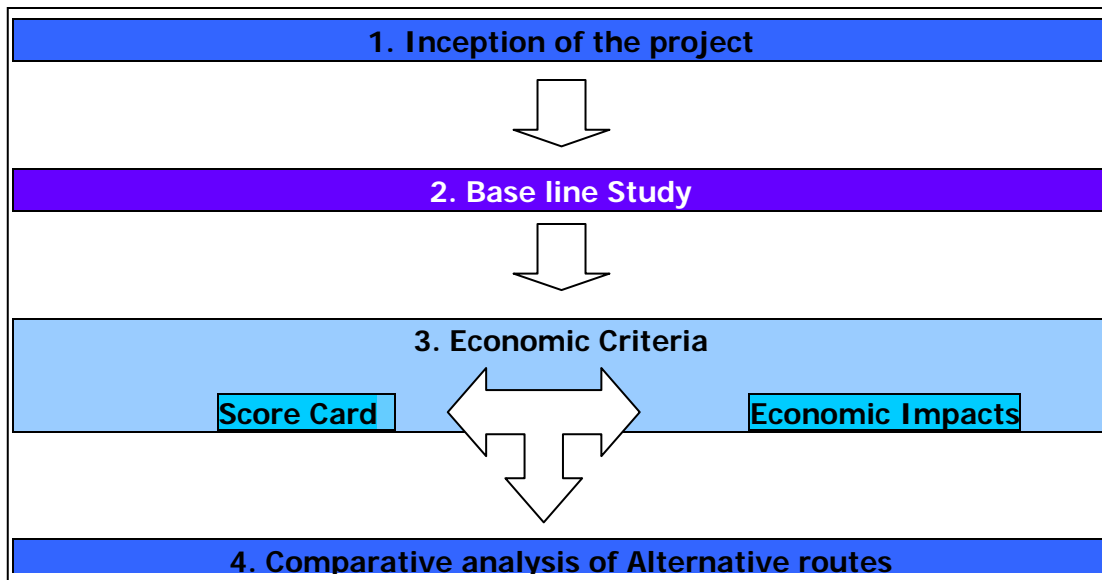 1. Inception of the project
2. Base line Study
3. Economic Criteria
Score Card
Economic Impacts
4. Comparative analysis of Alternative routes